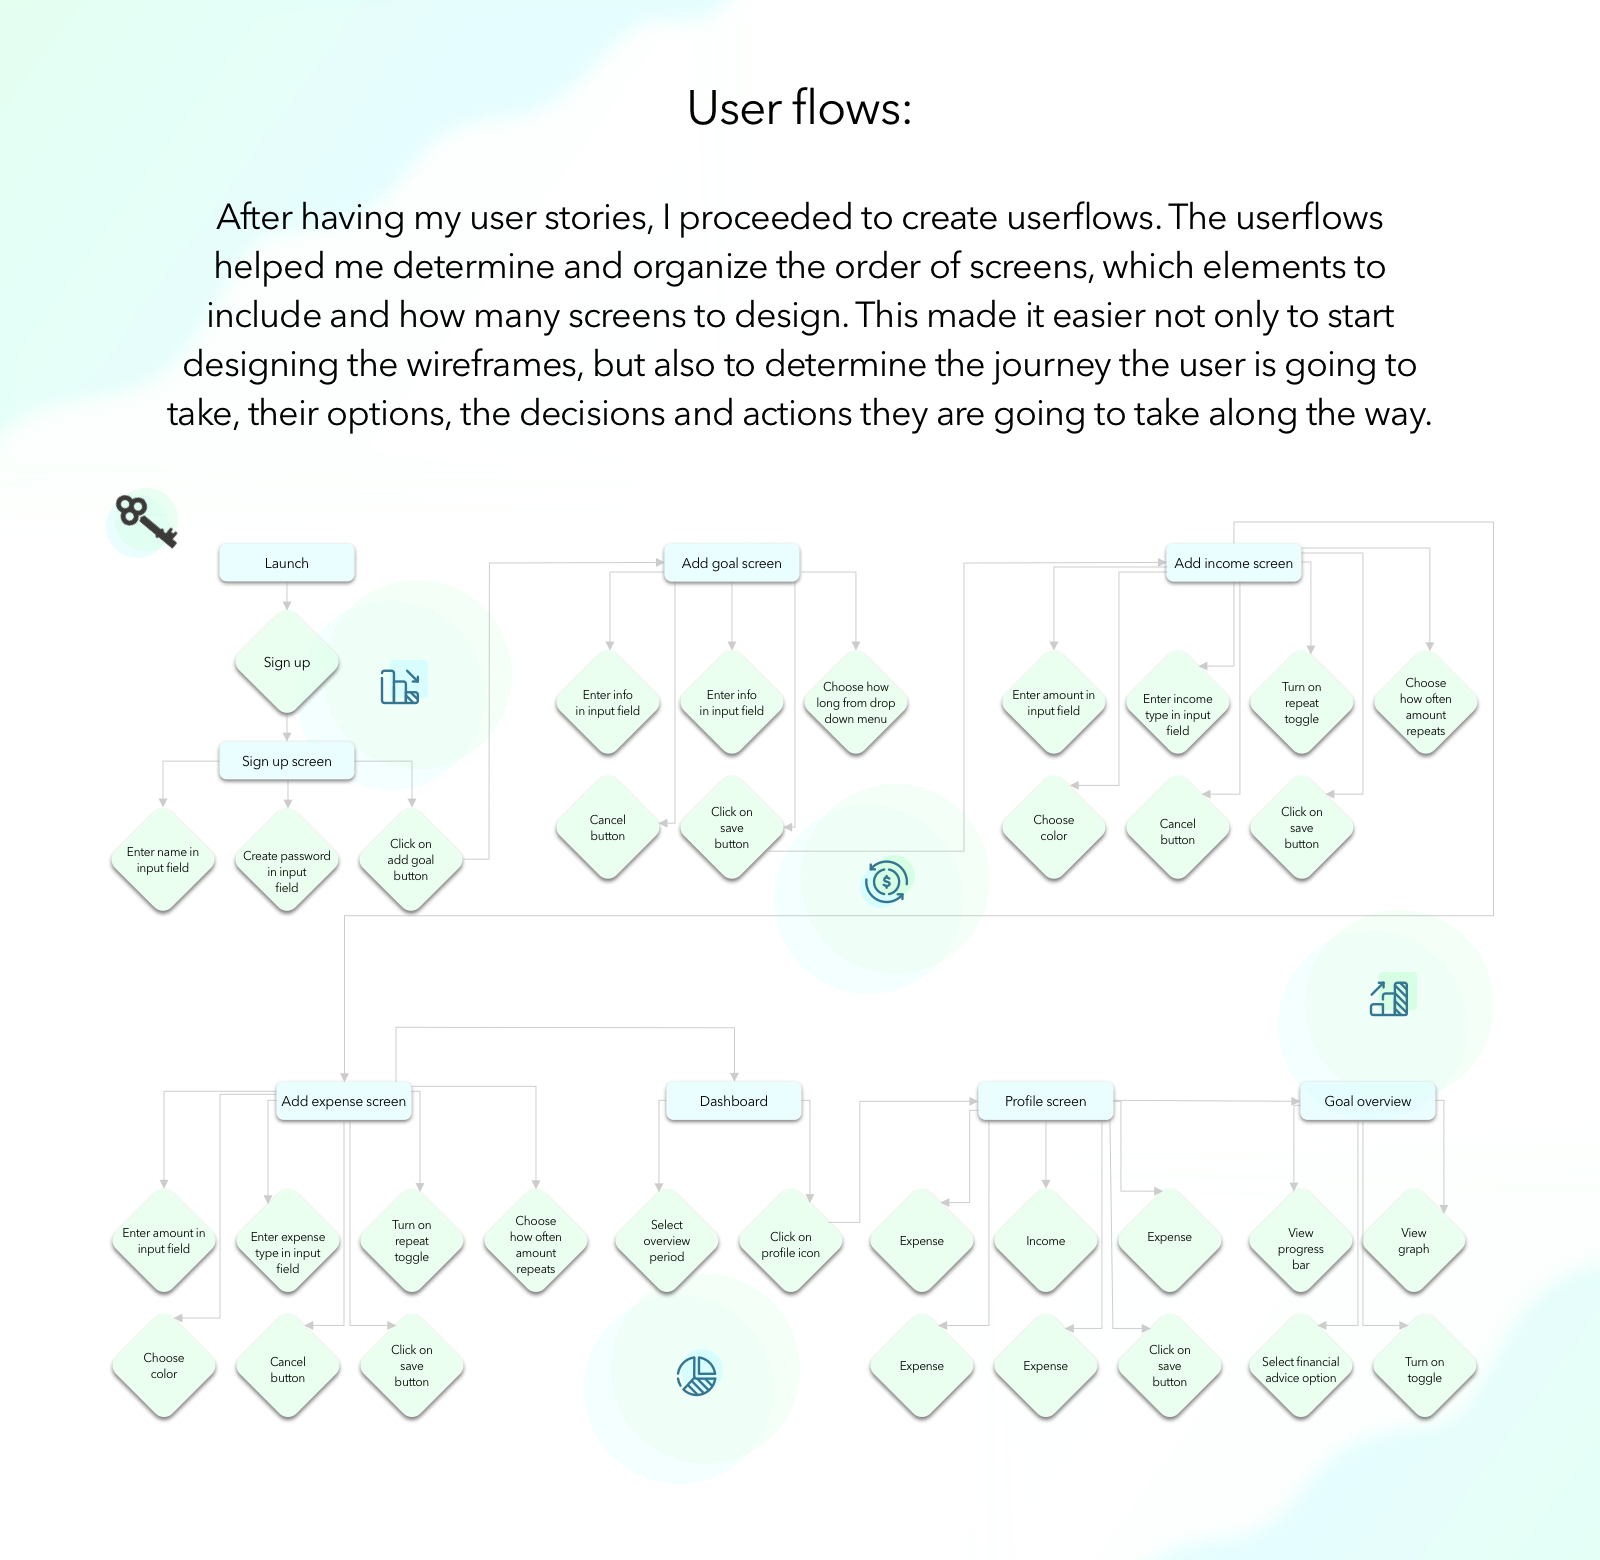 User flows:
After having my user stories, I proceeded to create userflows. The userflows
helped me determine and organize the order of screens, which elements to
include and how many screens to design. This made it easier not only to start
designing the wireframes, but also to determine the journey the user is going to
take, their options, the decisions and actions they are going to take along the way.
Launch
Sign up
Sign up screen
Enter name in
input field
Create password
in input
field
Click on
add goal
button
Add goal screen
Enter info
in input field
Enter info
in input field
Choose how
long from drop
down menu
Cancel
button
Click on
save
button
Add income screen
Enter amount in
input field
Enter income
type in input
field
Turn on
repeat
toggle
Choose
how often
amount
repeats
Choose
color
Cancel
button
Click on
save
button
Add expense screen
Enter amount in
input field
Enter expense
type in input
field
Turn on
repeat
toggle
Choose
how often
amount
repeats
Choose
color
Cancel
button
Click on
save
button
Dashboard
Select
overview
period
Click on
profile icon
Profile screen
Expense
Income
Expense
Expense
Expense
Click on
save
button
Goal overview
View
progress
bar
View
graph
Select financial
advice option
Turn on
toggle